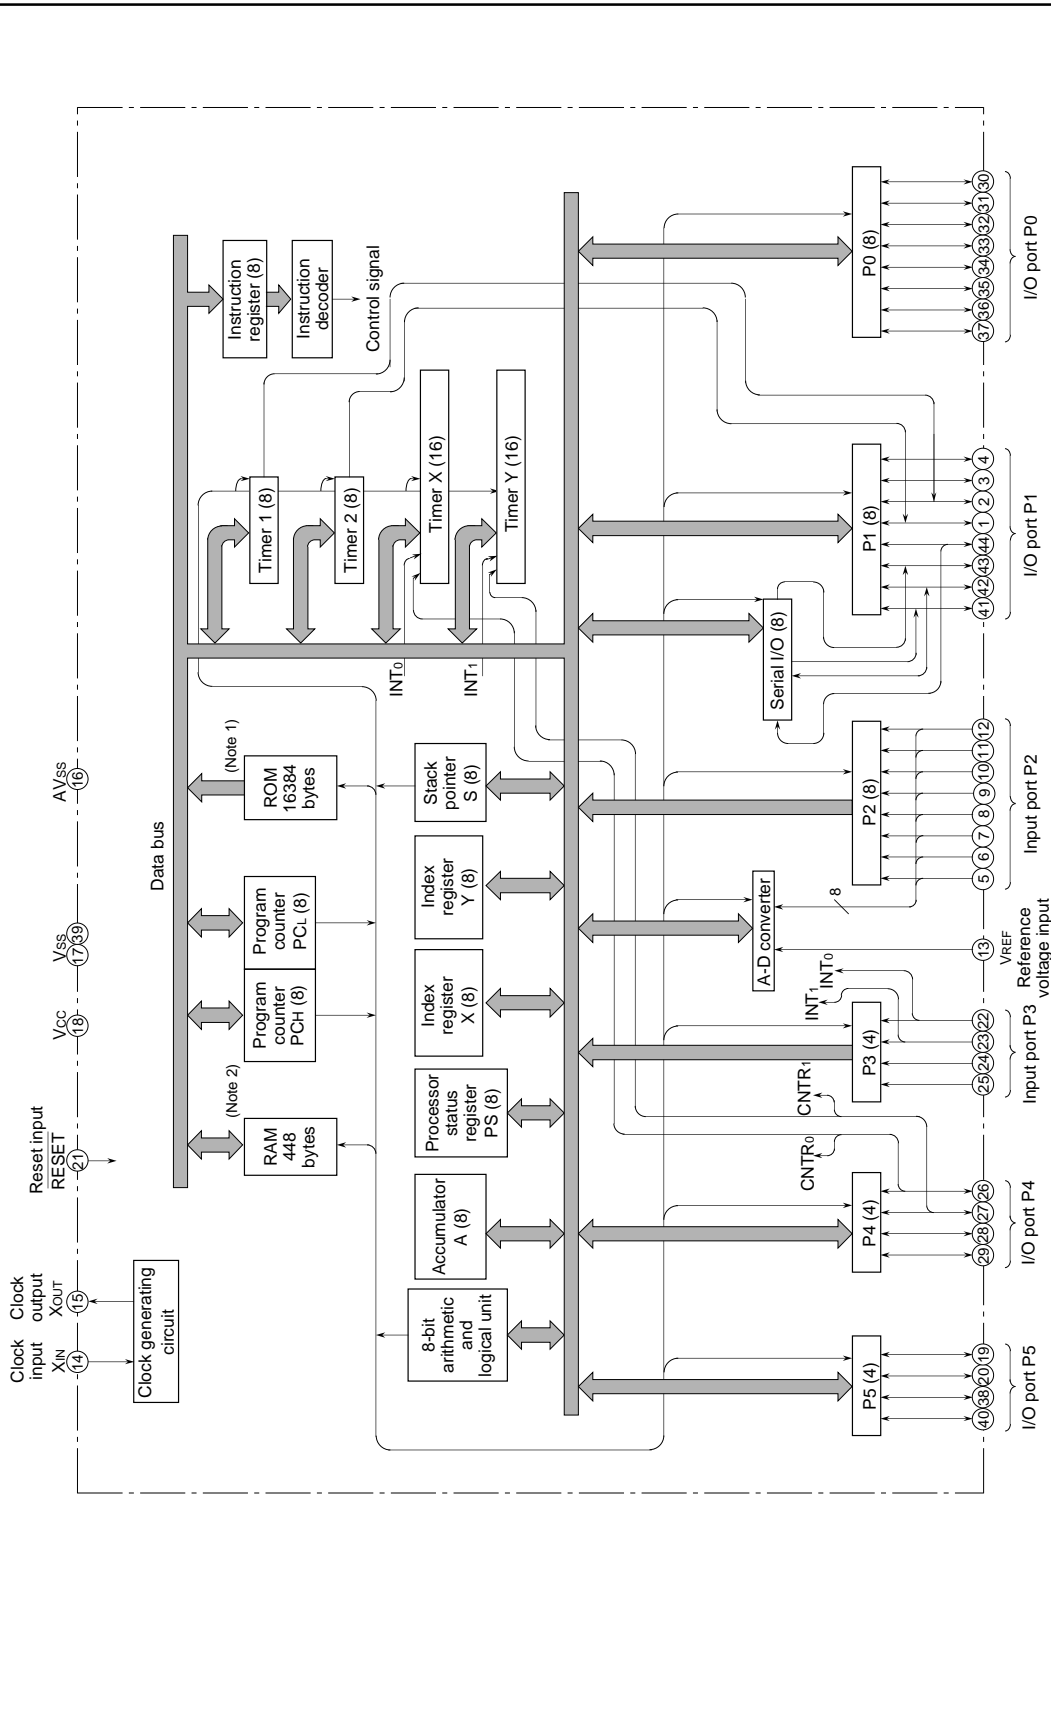 Clock
input
XIN
14
Clock
output
XOUT
15
Reset input
RESET
21
VCC
18
VSS
17 39
AVSS
16
Clock generating
circuit
Data bus
RAM
448
bytes
(Note 2)
Program
counter
PCH (8)
Program
counter
PCL (8)
ROM
16384
bytes
(Note 1)
Timer 1 (8)
Timer 2 (8)
Timer X (16)
Timer Y (16)
INT0
INT1
Instruction
register (8)
Instruction
decoder
Control signal
8-bit
arithmetic
and
logical unit
Accumulator
A (8)
Processor
status
register
PS (8)
Index
register
X (8)
Index
register
Y (8)
Stack
pointer
S (8)
CNTR0
CNTR1
INT1
INT0
A-D converter
8
Serial I/O (8)
P5 (4)
P4 (4)
P3 (4)
P2 (8)
P1 (8)
P0 (8)
40 38 20 19
I/O port P5
29 28 27 26
I/O port P4
25 24 23 22
Input port P3
13
VREF
Reference
voltage input
5 6 7 8 9 10 11 12
Input port P2
41 42 43 44 1 2 3 4
I/O port P1
37 36 35 34 33 32 31 30
I/O port P0